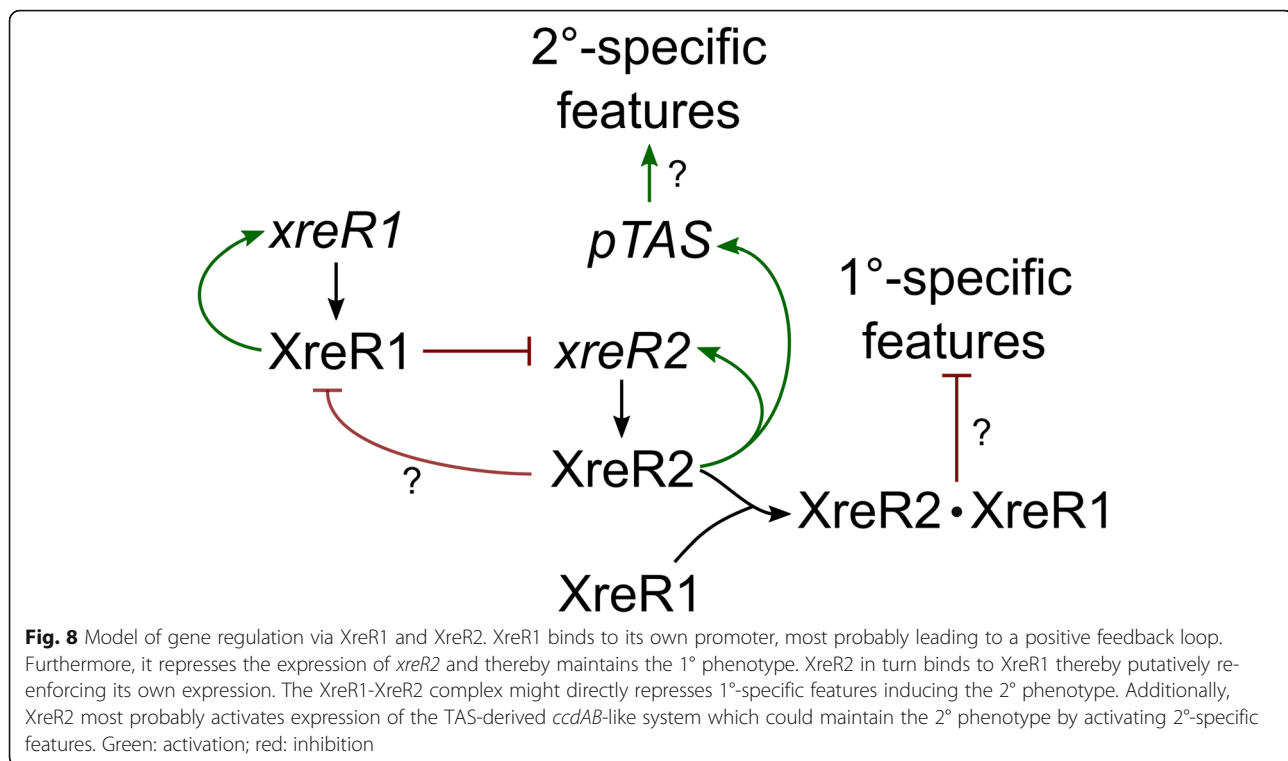 2°-specific
features
?
xreR1
pTAS
1°-specific
features
XreR1
xreR2
?
XreR2
?
XreR2•XreR1
XreR1
Fig. 8 Model of gene regulation via XreR1 and XreR2. XreR1 binds to its own promoter, most probably leading to a positive feedback loop.
Furthermore, it represses the expression of xreR2 and thereby maintains the 1° phenotype. XreR2 in turn binds to XreR1 thereby putatively re-
enforcing its own expression. The XreR1-XreR2 complex might directly represses 1°-specific features inducing the 2° phenotype. Additionally,
XreR2 most probably activates expression of the TAS-derived ccdAB-like system which could maintain the 2° phenotype by activating 2°-specific
features. Green: activation; red: inhibition